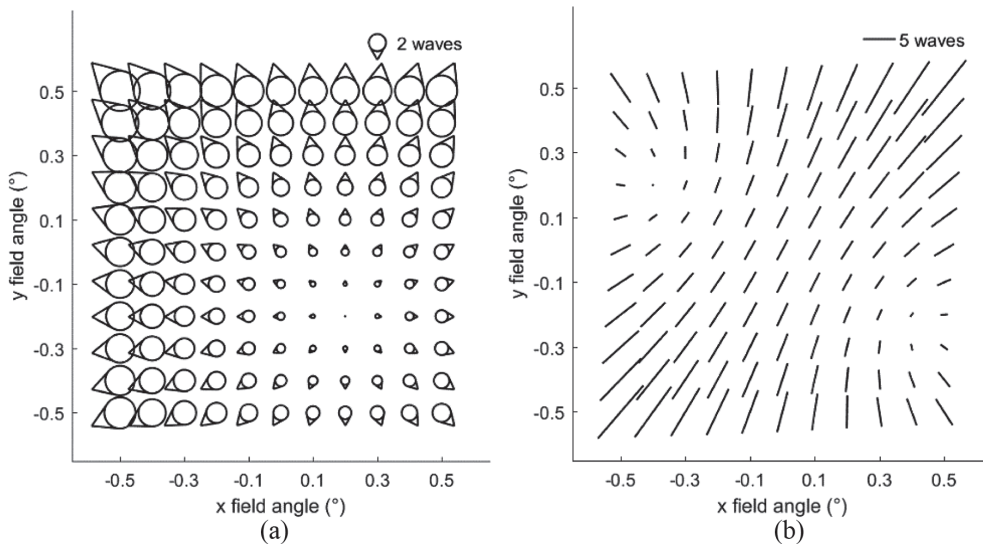 2 waves
0.5
0.3
0.1
-0.1
-0.3
-0.5
y field angle (°)
-0.5 -0.3 -0.1 0.1 0.3 0.5
x field angle (°)
(a)
5 waves
0.5
0.3
0.1
-0.1
-0.3
-0.5
y field angle (°)
-0.5 -0.3 -0.1 0.1 0.3 0.5
x field angle (°)
(b)